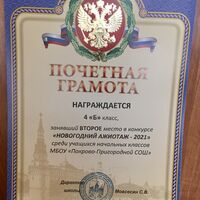 ПОЧЕТНАЯ
ГРАМОТА
НАГРАЖДАЕТСЯ
4 «Б» класс,
занявший ВТОРОЕ место в конкурсе
«НОВОГОДНИЙ АЖИОТАЖ - 2021»
среди учащихся начальных классов
МБОУ «Покрово-Пригородной СОШ»
Директор
школы
Мовсесян С.В.